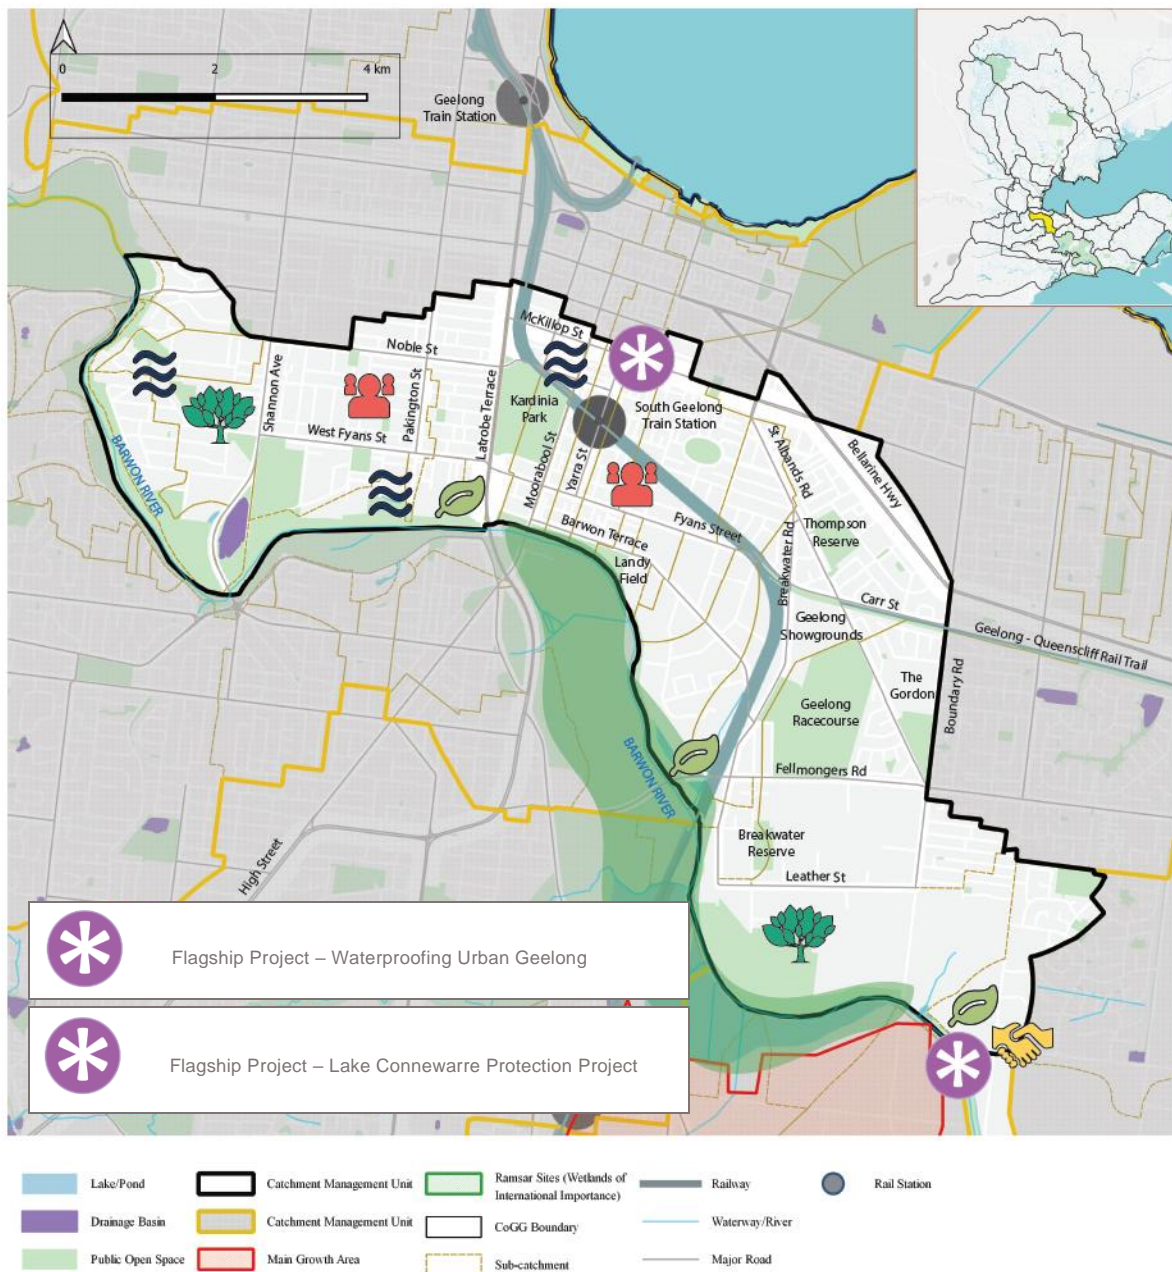 0 2 4 km
Geelong
Train Station
McKillop St
Noble St
Shannon Ave
Pakington St
Latrobe Terrace
Kardinia
Park
South Geelong
Train Station
West Fyans St
Moorabool St
Yarra St
St Albands Rd
Bellarine Hwy
BARWON RIVER
Fyans Street
Barwon Terrace
Landy
Field
Breakwater Rd
Thompson
Reserve
Carr St
Geelong
Showgrounds
Geelong - Queenscliff Rail Trail
The
Gordon
Boundary Rd
Geelong
Racecourse
BARWON RIVER
Fellmongers Rd
Breakwater
Reserve
Leather St
High Street
Flagship Project – Waterproofing Urban Geelong
Flagship Project – Lake Connewarre Protection Project
Lake/Pond
Catchment Management Unit
Ramsar Sites (Wetlands of
International Importance)
Railway
Rail Station
Drainage Basin
Catchment Management Unit
CoGG Boundary
Waterway/River
Public Open Space
Main Growth Area
Sub-catchment
Major Road